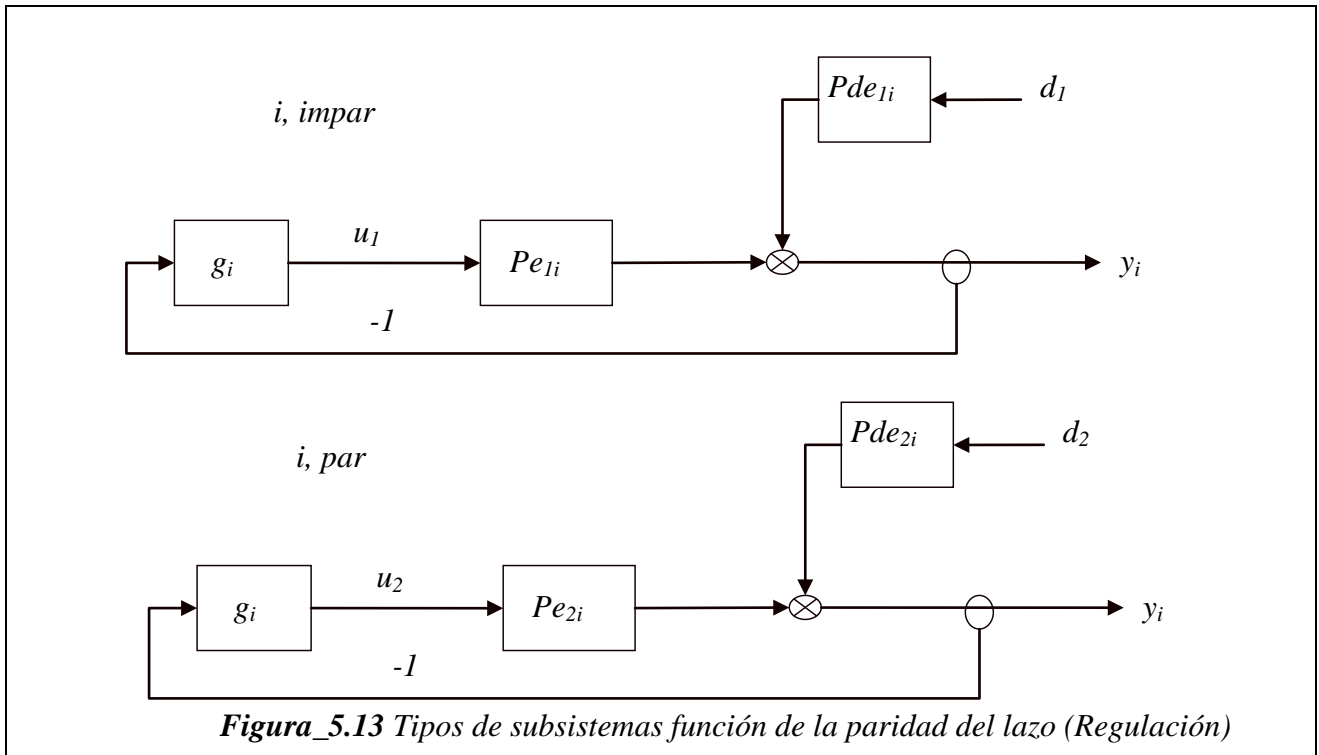 Pde1i
d1
i, impar
gi
u1
Pe1i
yi
-1
Pde2i
d2
i, par
gi
u2
Pe2i
yi
-1
Figura_5.13 Tipos de subsistemas función de la paridad del lazo (Regulación)